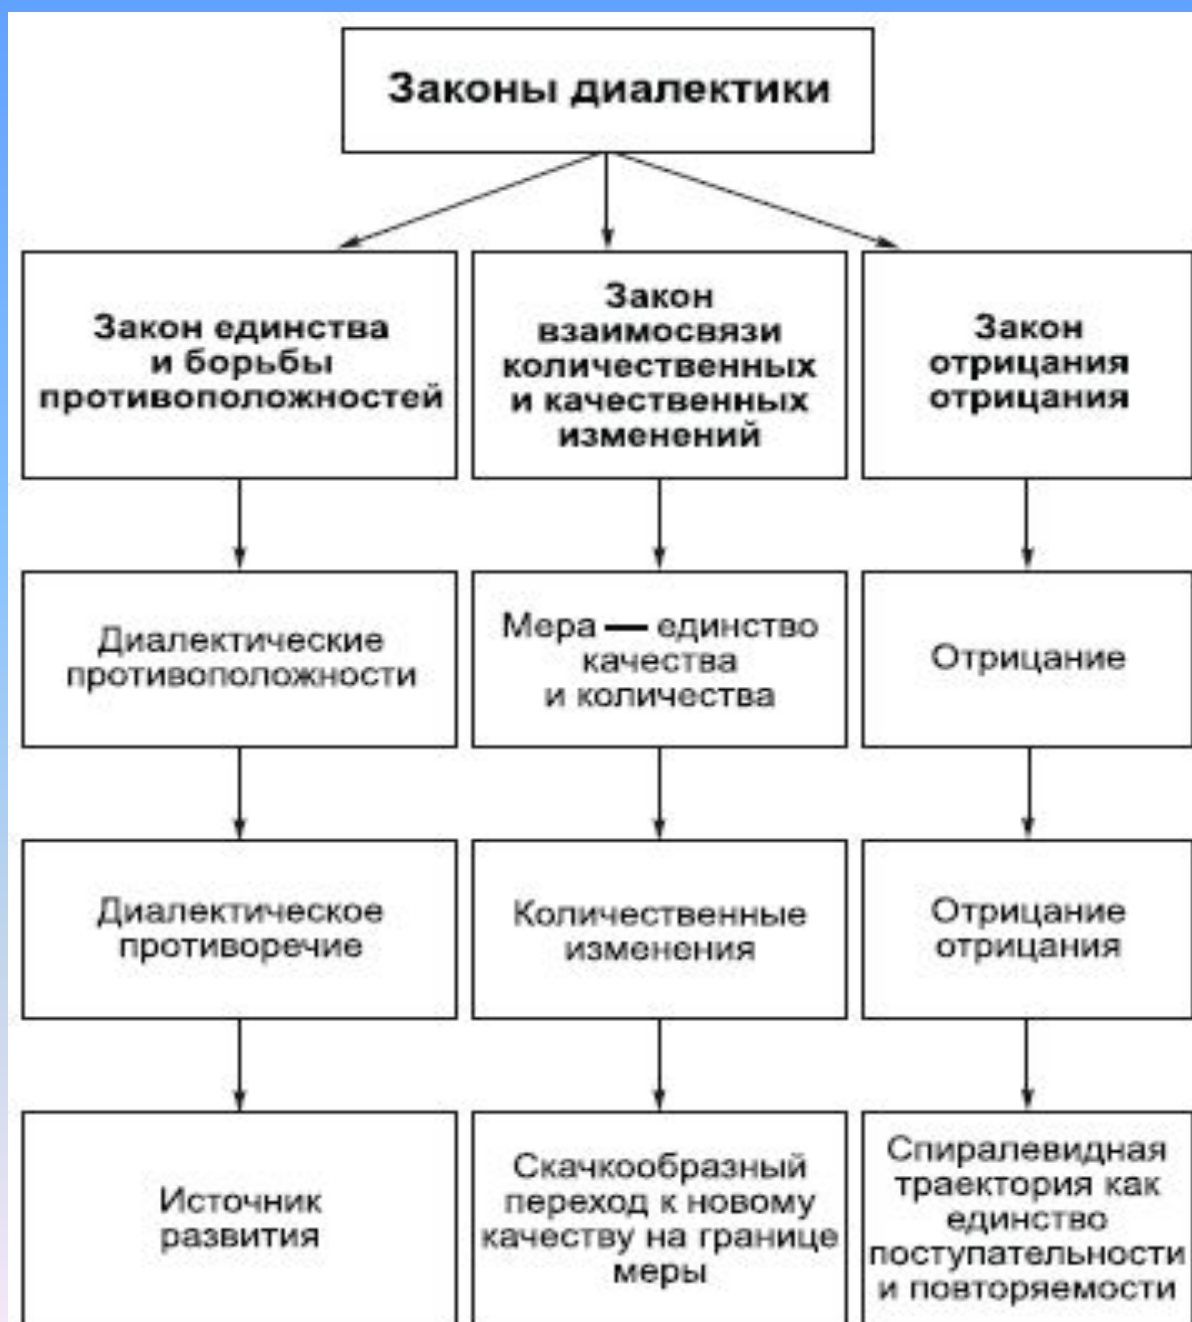 Законы диалектики
Закон единства
и борьбы
противоположностей
Закон
взаимосвязи
количественных
и качественных
изменений
Закон
отрицания
отрицания
Диалектические
противоположности
Мера — единство
качества
и количества
Отрицание
Диалектическое
противоречие
Количественные
изменения
Отрицание
отрицания
Источник
развития
Скачкообразный
переход к новому
качеству на границе
меры
Спиралевидная
траектория как
единство
поступательности
и повторяемости